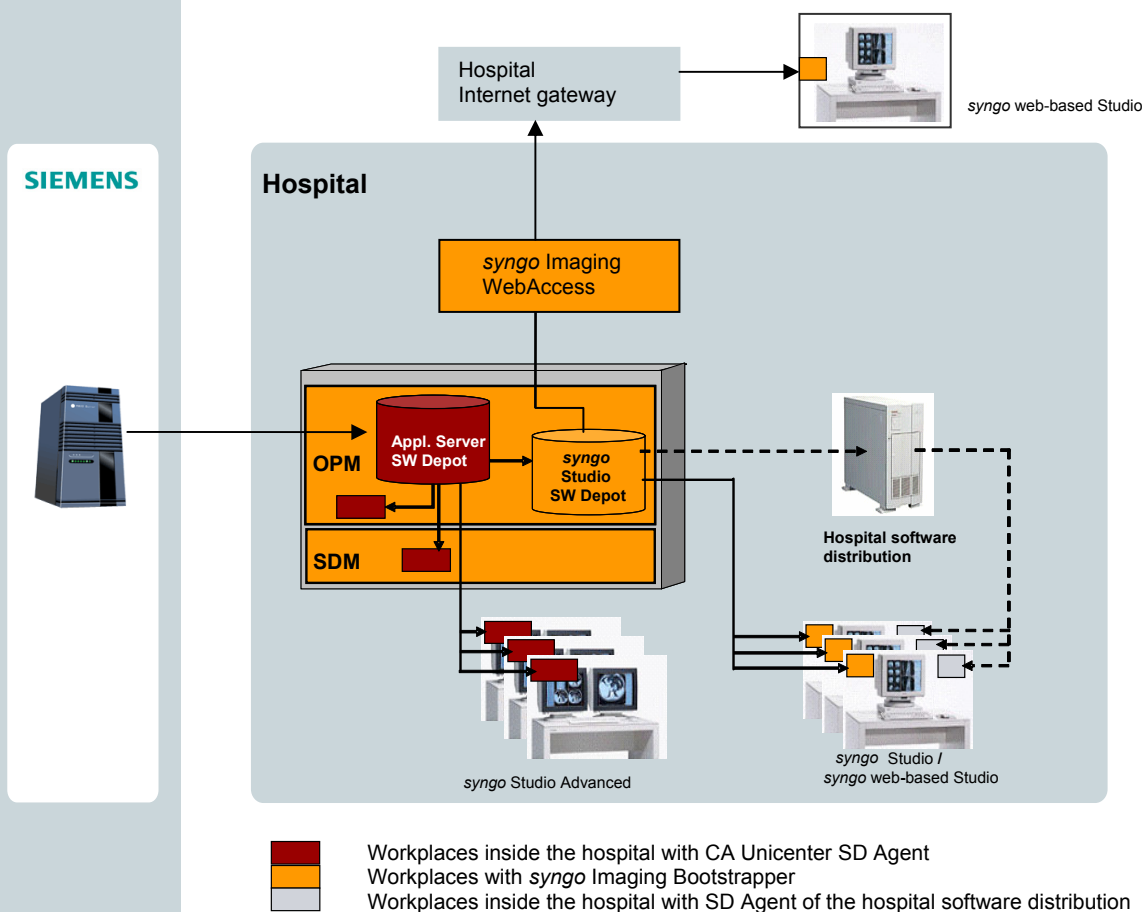 Hospital
Internet gateway
syngo web-based Studio
SIEMENS
Hospital
syngo Imaging
WebAccess
OPM
Appl. Server
SW Depot
syngo
Studio
SW Depot
SDM
Hospital software
distribution
syngo Studio Advanced
syngo Studio /
syngo web-based Studio
Workplaces inside the hospital with CA Unicenter SD Agent
Workplaces with syngo Imaging Bootstrapper
Workplaces inside the hospital with SD Agent of the hospital software distribution